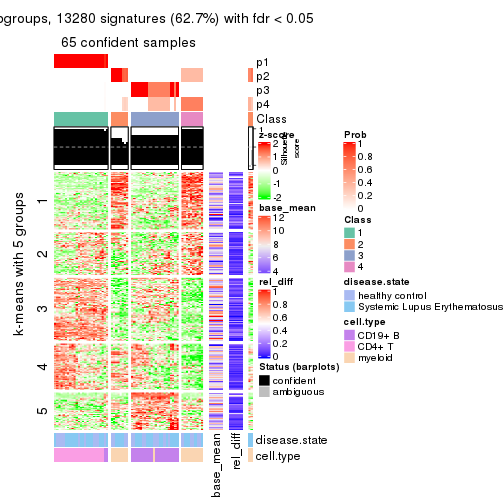 ogroups, 13280 signatures (62.7%) with fdr < 0.05
65 confident samples
p1
p2
p3
p4
Class
1
Silhouette
score
k-means with 5 groups
1
2
3
4
5
disease.state
cell.type
base_mean
rel_diff
z-score
2
1
0
-1
-2
base_mean
12
10
8
6
4
rel_diff
1
0.8
0.6
0.4
0.2
0
Status (barplots)
confident
ambiguous
Prob
1
0.8
0.6
0.4
0.2
0
Class
1
2
3
4
disease.state
healthy control
Systemic Lupus Erythematosus
cell.type
CD19+ B
CD4+ T
myeloid